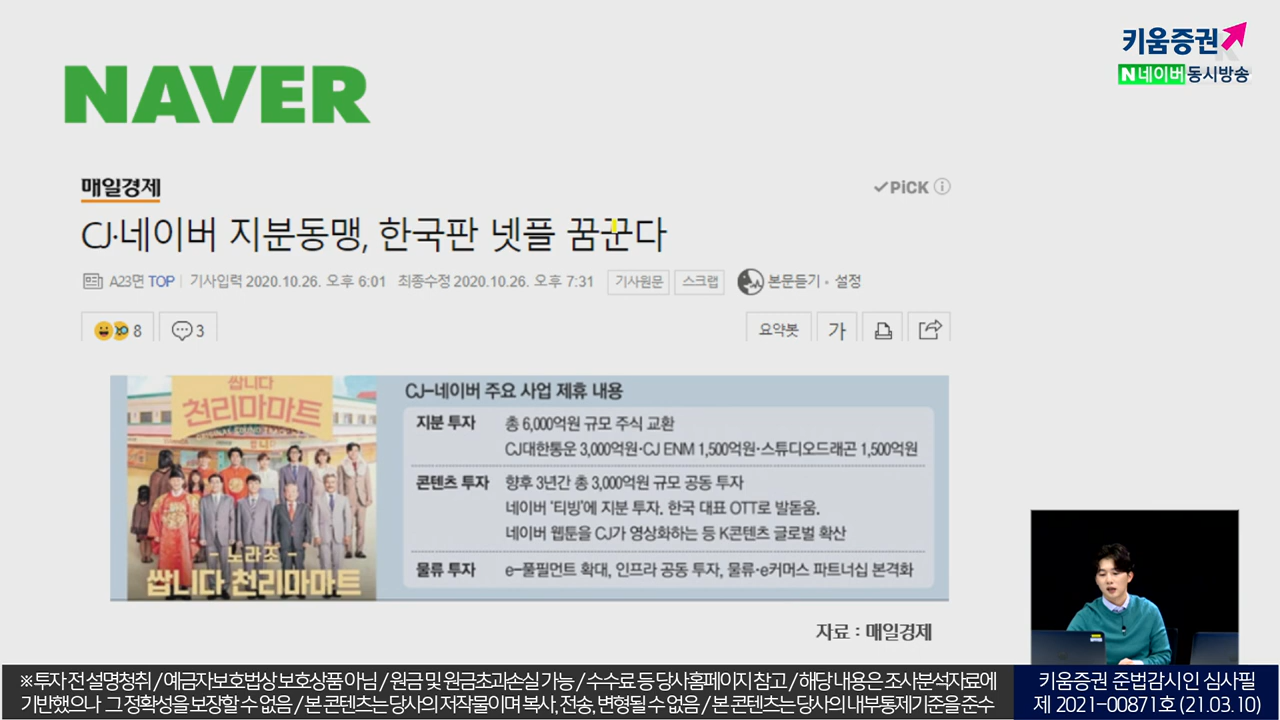 키움증권
N 네이버 동시방송
NAVER
매일경제
PiCK
CJ·네이버 지분동맹, 한국판 넷플 꿈꾼다
A23면 TOP 기사입력 2020.10.26. 오후 6:01 최종수정 2020.10.26. 오후 7:31 기사원문 스크랩 본문듣기 · 설정
8 3 요약봇 가
쌉니다
천리마마트
- 노라조 -
쌉니다 천리마마트
CJ-네이버 주요 사업 제휴 내용
지분 투자 총 6,000억원 규모 주식 교환
CJ대한통운 3,000억원·CJ ENM 1,500억원·스튜디오드래곤 1,500억원
콘텐츠 투자 향후 3년간 총 3,000억원 규모 공동 투자
네이버 '티빙'에 지분 투자. 한국 대표 OTT로 발돋움.
네이버 웹툰을 CJ가 영상화하는 등 K콘텐츠 글로벌 확산
물류 투자 e-풀필먼트 확대, 인프라 공동 투자, 물류·e커머스 파트너십 본격화
자료 : 매일경제
※ 투자 전 설명청취 / 예금자보호법상 보호상품 아님 / 원금 및 원금초과손실 가능 / 수수료 등 당사홈페이지 참고 / 해당 내용은 조사분석자료에
기반했으나 그 정확성을 보장할 수 없음 / 본 콘텐츠는 당사의 저작물이며 복사, 전송, 변형될 수 없음 / 본 콘텐츠는 당사의 내부통제기준을 준수
키움증권 준법감시인 심사필
제 2021-00871호 (21.03.10)